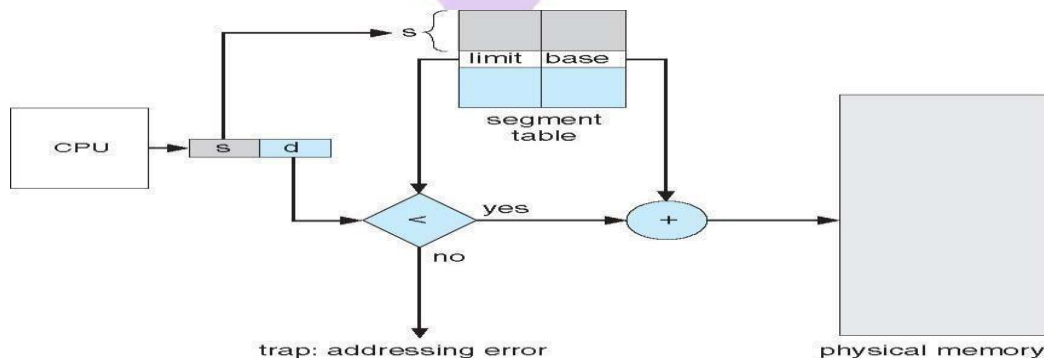 s
limit base
segment
table
CPU
s d
<
yes
+
no
trap: addressing error
physical memory